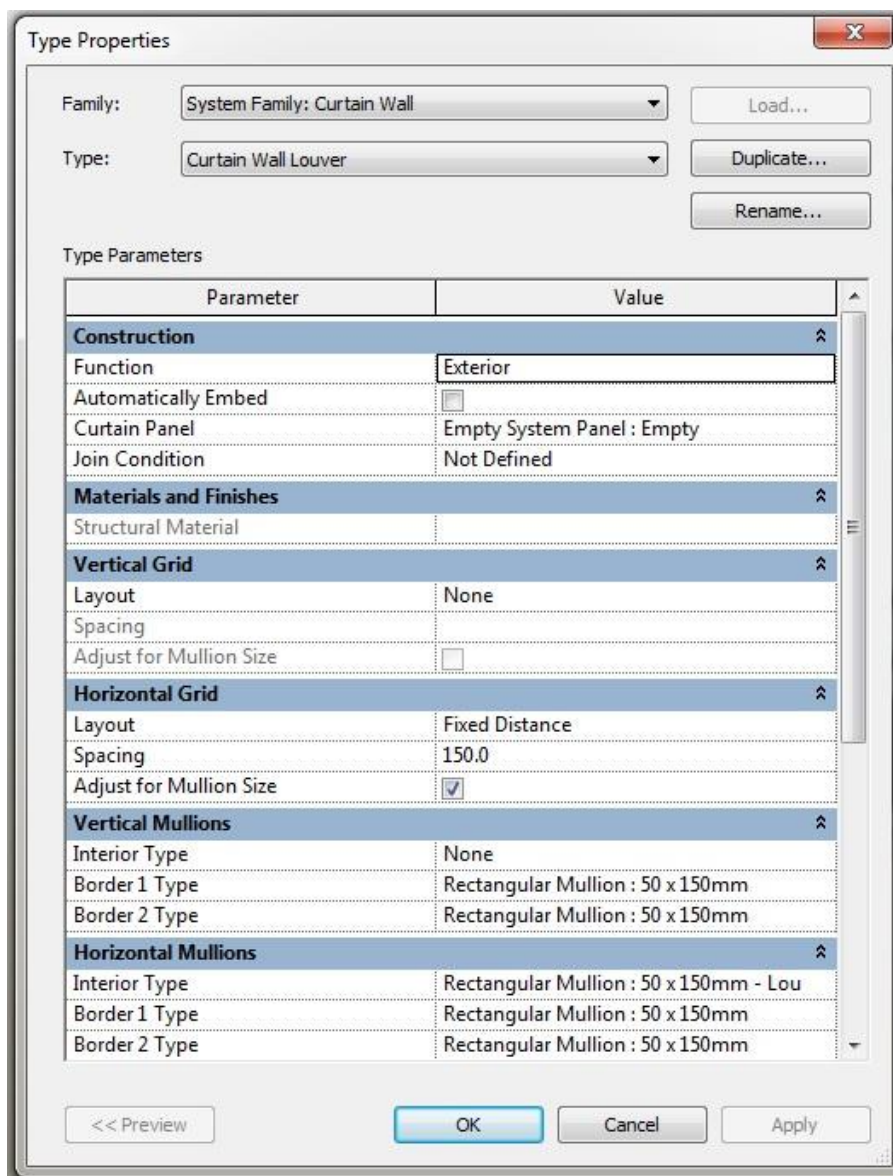 Type Properties
Family: System Family: Curtain Wall Load...
Type: Curtain Wall Louver Duplicate...
Rename...
Type Parameters
Parameter Value
Construction
Function Exterior
Automatically Embed
Curtain Panel Empty System Panel : Empty
Join Condition Not Defined
Materials and Finishes
Structural Material
Vertical Grid
Layout None
Spacing
Adjust for Mullion Size
Horizontal Grid
Layout Fixed Distance
Spacing 150.0
Adjust for Mullion Size
Vertical Mullions
Interior Type None
Border 1 Type Rectangular Mullion : 50 x 150mm
Border 2 Type Rectangular Mullion : 50 x 150mm
Horizontal Mullions
Interior Type Rectangular Mullion : 50 x 150mm - Lou
Border 1 Type Rectangular Mullion : 50 x 150mm
Border 2 Type Rectangular Mullion : 50 x 150mm
<< Preview OK Cancel Apply